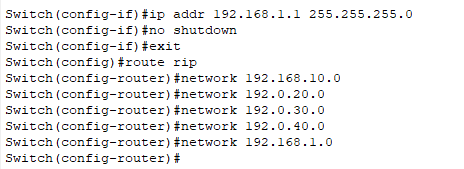 Switch(config-if)#ip addr 192.168.1.1 255.255.255.0
Switch(config-if)#no shutdown
Switch(config-if)#exit
Switch(config)#route rip
Switch(config-router)#network 192.168.10.0
Switch(config-router)#network 192.0.20.0
Switch(config-router)#network 192.0.30.0
Switch(config-router)#network 192.0.40.0
Switch(config-router)#network 192.168.1.0
Switch(config-router)#